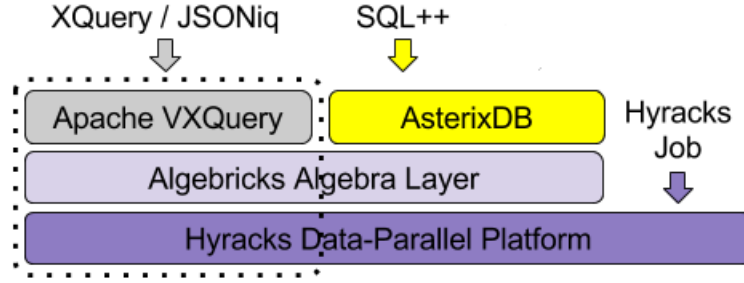 XQuery / JSONiq
SQL++
Apache VXQuery
AsterixDB
Hyracks
Job
Algebricks Algebra Layer
Hyracks Data-Parallel Platform